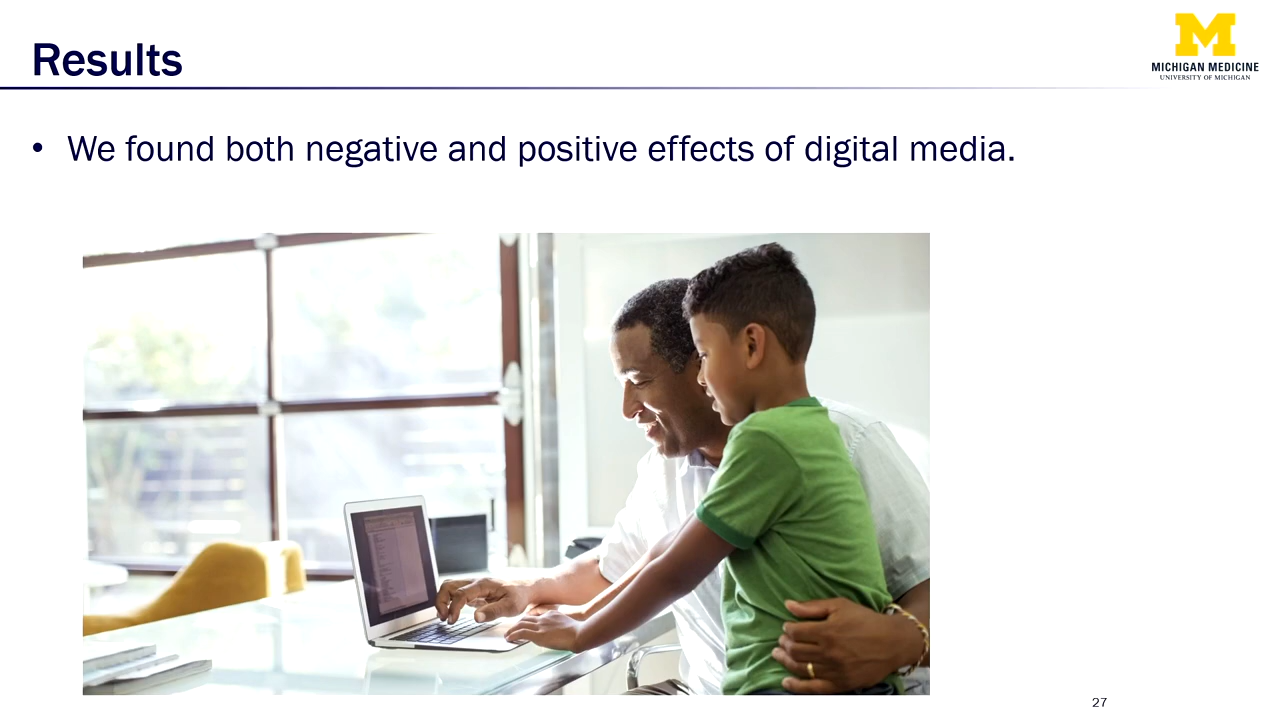 Results
M
MICHIGAN MEDICINE
UNIVERSITY OF MICHIGAN
• We found both negative and positive effects of digital media.
27